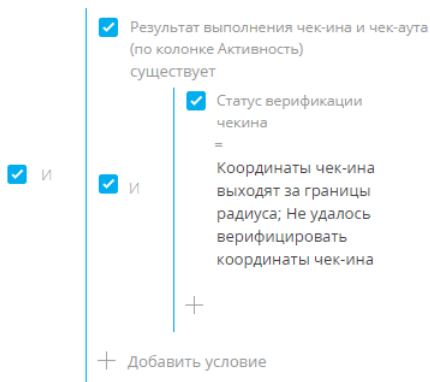 Результат выполнения чек-ина и чек-аута
(по колонке Активность)
существует
Статус верификации
чекина
=
Координаты чек-ина
выходят за границы
радиуса; Не удалось
верифицировать
координаты чек-ина
И
И
Добавить условие